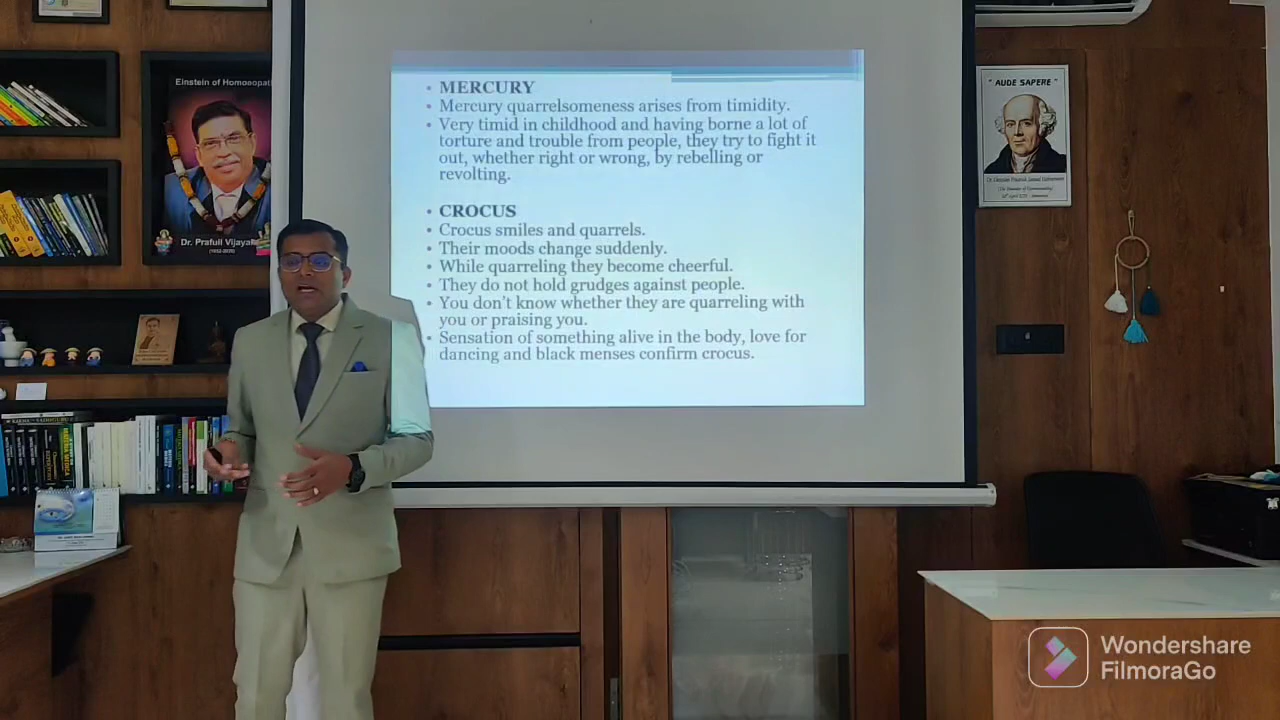 Einstein of Homoeopath
Dr. Prafull Vijayak
• MERCURY
• Mercury quarrelsomeness arises from timidity.
• Very timid in childhood and having borne a lot of
torture and trouble from people, they try to fight it
out, whether right or wrong, by rebelling or
revolting.
• CROCUS
• Crocus smiles and quarrels.
• Their moods change suddenly.
• While quarreling they become cheerful.
• They do not hold grudges against people.
• You don't know whether they are quarreling with
you or praising you.
• Sensation of something alive in the body, love for
dancing and black menses confirm crocus.
" AUDE SAPERE "
Wondershare
FilmoraGo